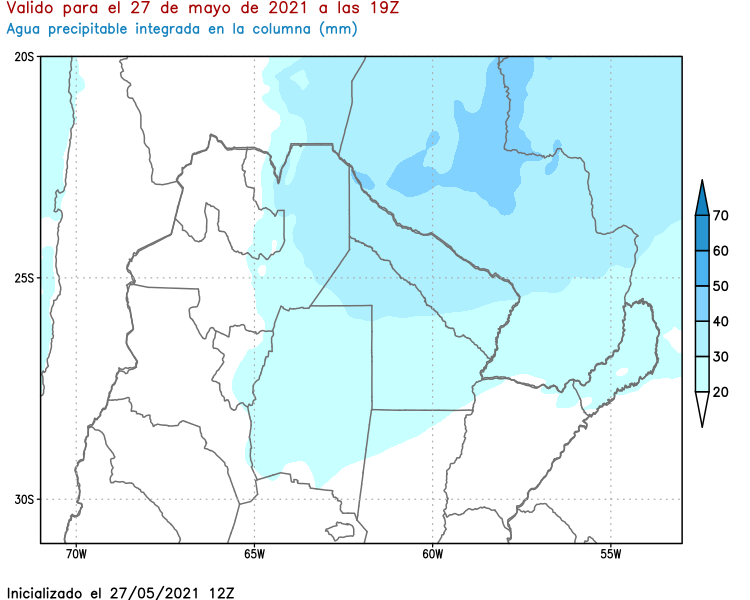 Valido para el 27 de mayo de 2021 a las 19Z
Agua precipitable integrada en la columna (mm)
20S
25S
30S
70W
65W
60W
55W
70
60
50
40
30
20
Inicializado el 27/05/2021 12Z